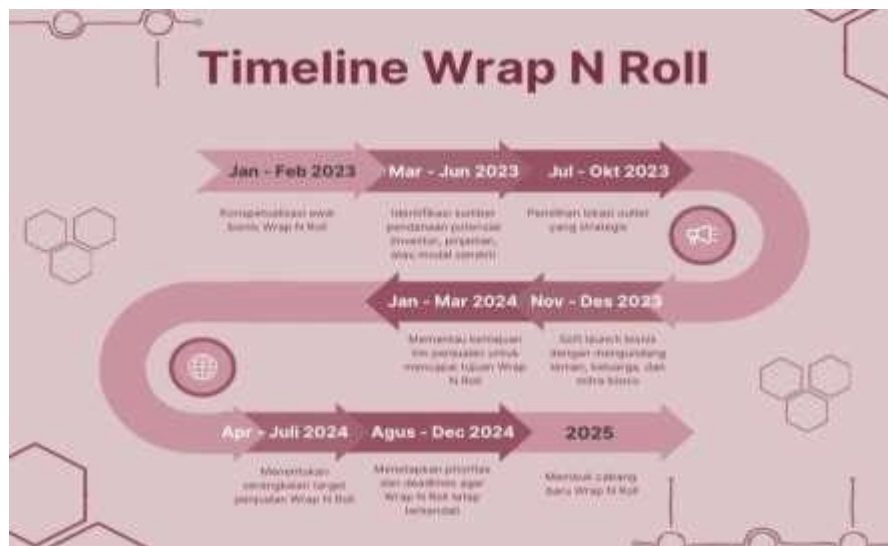 Timeline Wrap N Roll
Jan - Feb 2023
Mar - Jun 2023
Jul - Okt 2023
Konseptualisasi awal
bisnis Wrap N Roll
Identifikasi sumber
pendanaan potensial
(investor, pinjaman,
atau modal sendiri)
Pemilihan lokasi outlet
yang strategis
Jan - Mar 2024
Nov - Des 2023
Memantau kemajuan
tim penjualan untuk
mencapai tujuan Wrap
N Roll
Soft launch bisnis
dengan mengundang
teman, keluarga, dan
mitra bisnis
Apr - Juli 2024
Agus - Dec 2024
2025
Menentukan
serangkaian target
penjualan Wrap N Roll
Menetapkan prioritas
dan deadlines agar
Wrap N Roll tetap
terkendali
Membuk cabang
baru Wrap N Roll